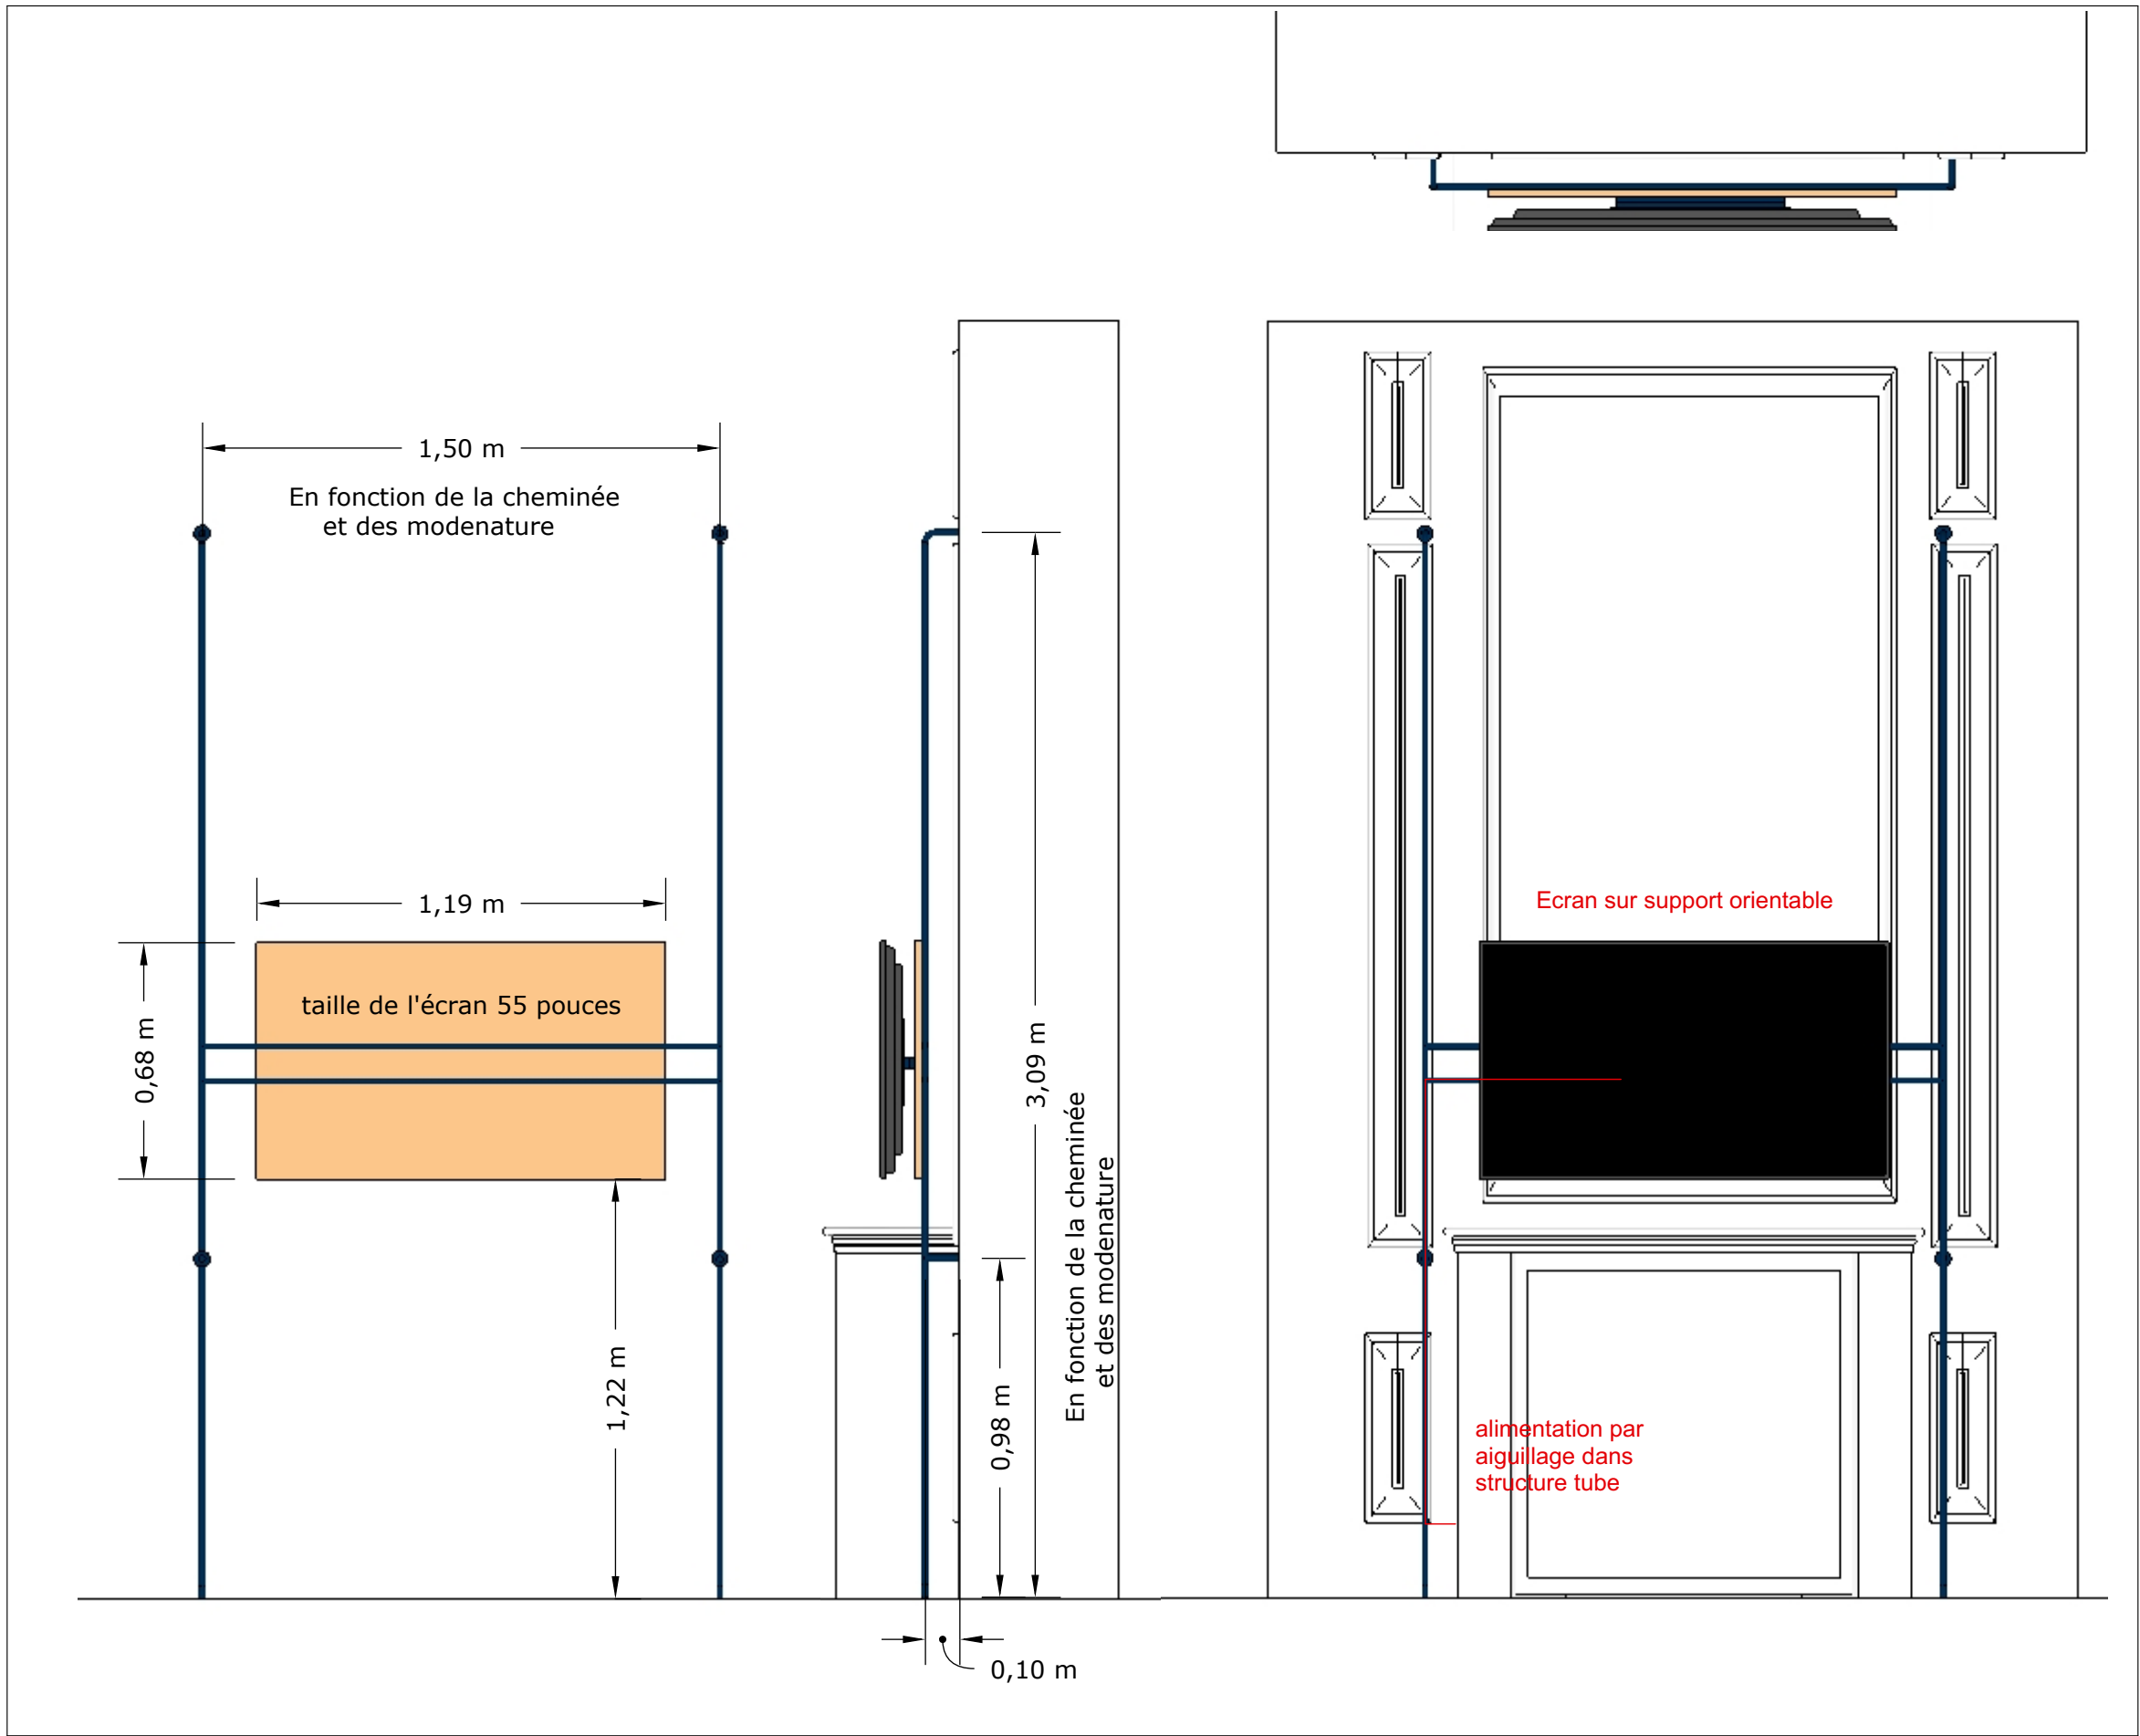 1,50 m
En fonction de la cheminée
et des modenature
1,19 m
taille de l'écran 55 pouces
0,68 m
1,22 m
3,09 m
En fonction de la cheminée
et des modenature
0,98 m
0,10 m
Ecran sur support orientable
alimentation par
aiguillage dans
structure tube